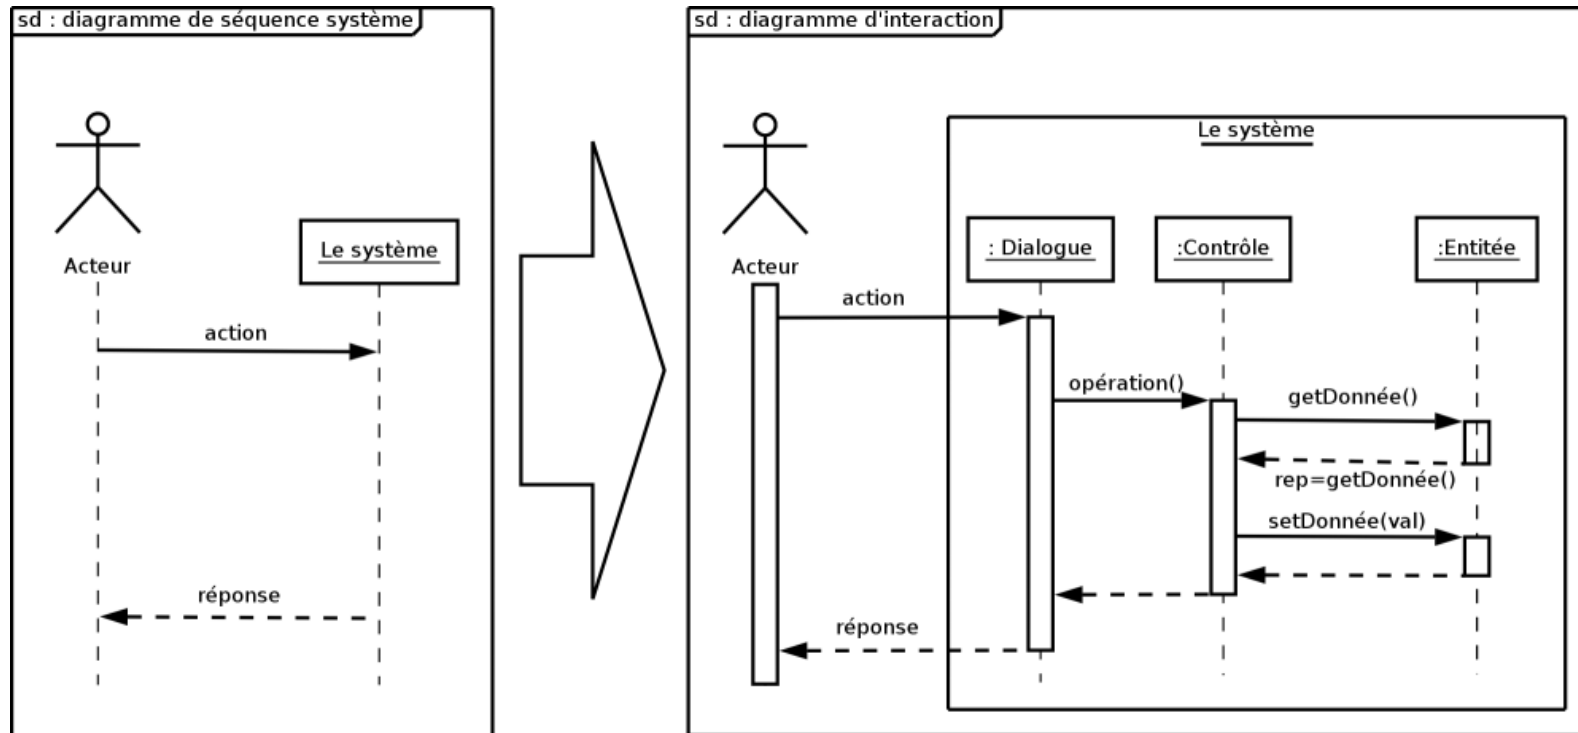 sd : diagramme de séquence système
Acteur
Le système
action
réponse
sd : diagramme d'interaction
Le système
Acteur
: Dialogue
:Contrôle
:Entitée
action
opération()
getDonnée()
rep=getDonnée()
setDonnée(val)
réponse